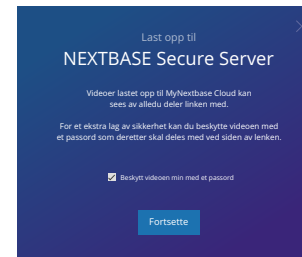 Last opp til
NEXTBASE Secure Server
Videoer lastet opp til MyNextbase Cloud kan
sees av alledu deler linken med.
For et ekstra lag av sikkerhet kan du beskytte videoen med
et passord som deretter skal deles med ved siden av lenken.
Beskytt videoen min med et passord
Fortsette